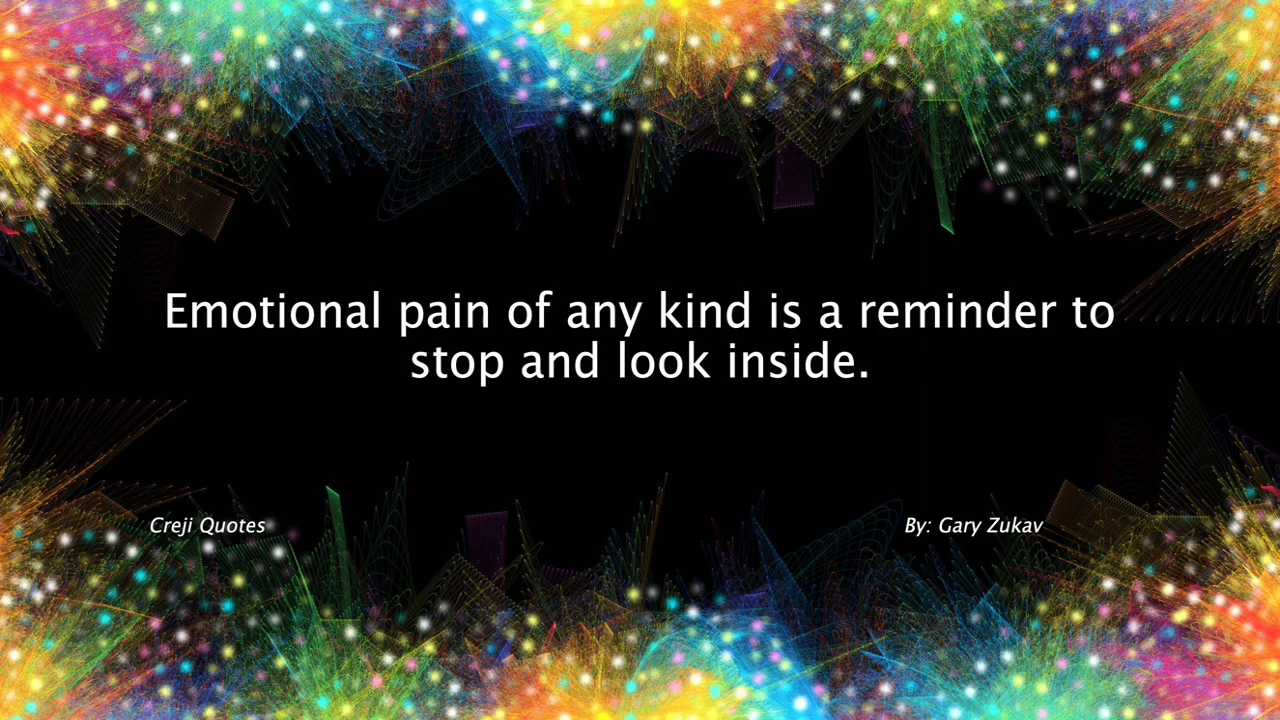 Emotional pain of any kind is a reminder to
stop and look inside.
Creji Quotes
By: Gary Zukav